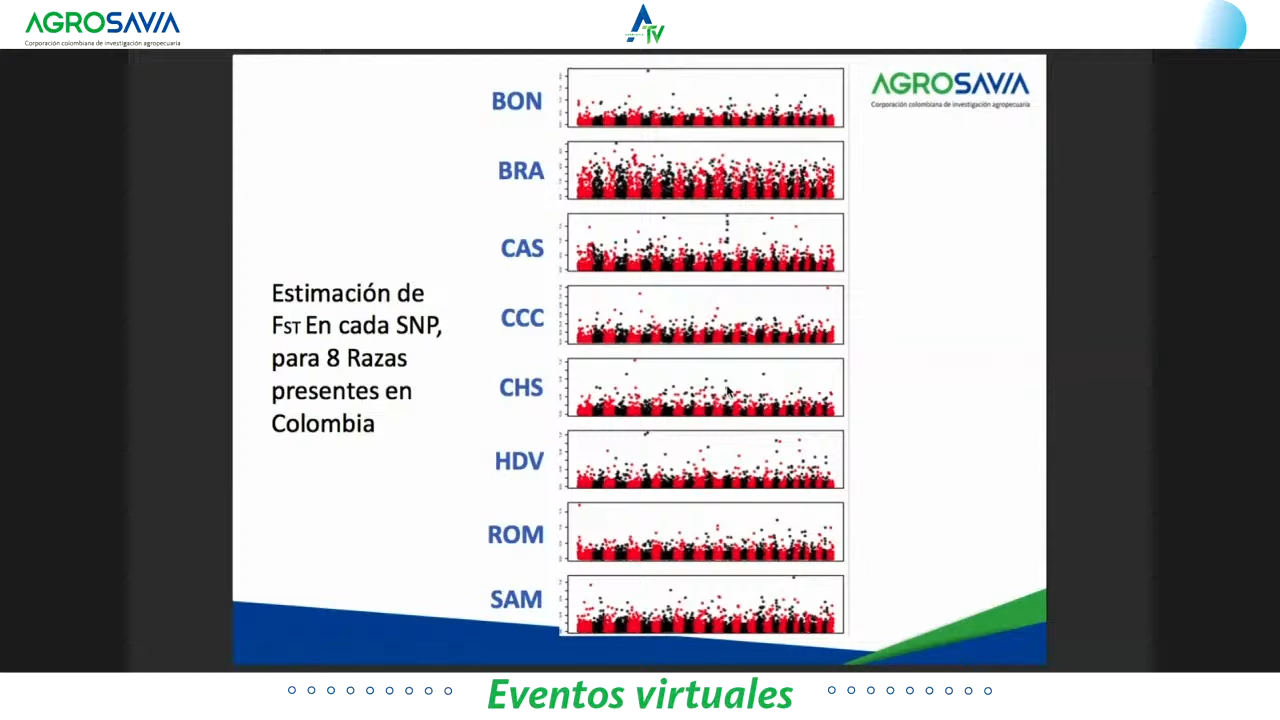 AGROSAVIA
Corporación colombiana de investigación agropecuaria
TV
AGROSAVIA
Corporación colombiana de investigación agropecuaria
Estimación de
FST En cada SNP,
para 8 Razas
presentes en
Colombia
BON
BRA
CAS
CCC
CHS
HDV
ROM
SAM
Eventos virtuales